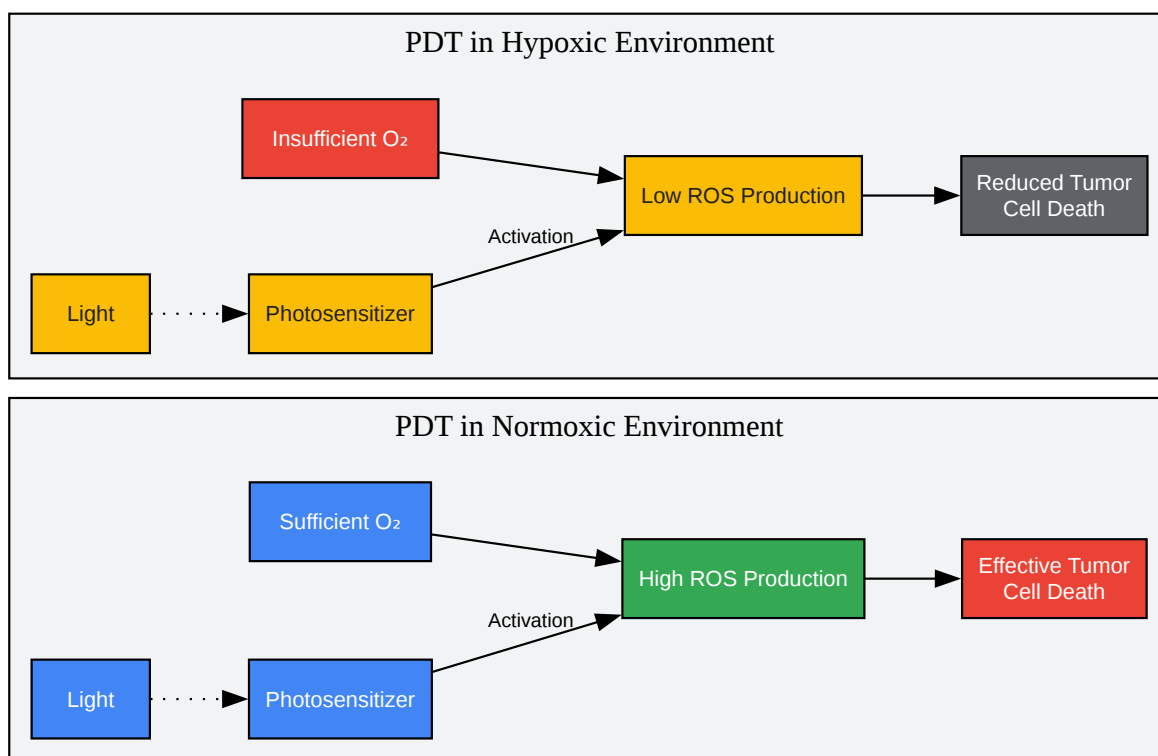 PDT in Hypoxic Environment
Insufficient O₂
Low ROS Production
Reduced Tumor
Cell Death
Activation
Light
Photosensitizer
PDT in Normoxic Environment
Sufficient O₂
High ROS Production
Effective Tumor
Cell Death
Activation
Light
Photosensitizer